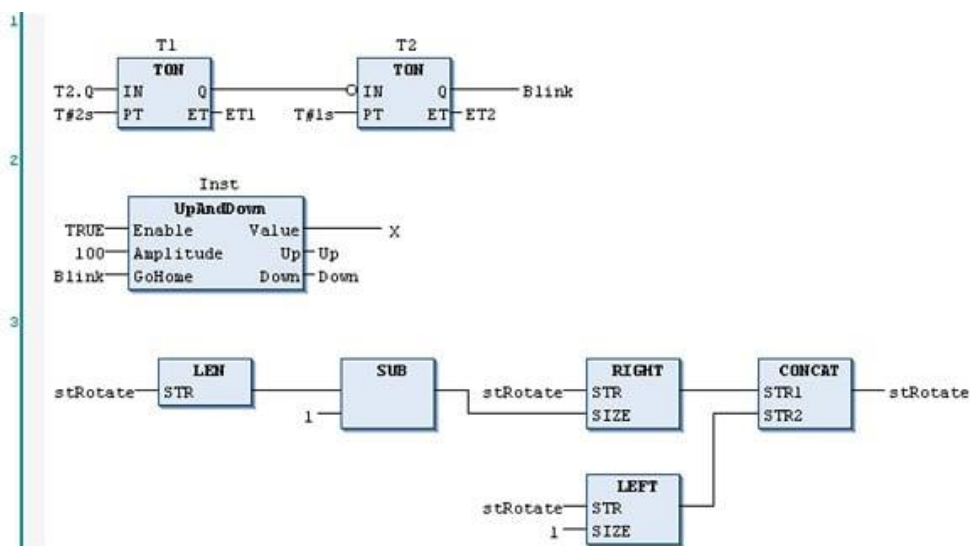 1
T1 T2
TON TON
T2.Q IN Q IN Q Blink
T#2s PT ET ET1 T#1s PT ET ET2
2
Inst
UpAndDown
TRUE Enable Value X
100 Amplitude Up Up
Blink GoHome Down Down
3
LEN SUB RIGHT CONCAT
stRotate STR stRotate STR STR1 stRotate
1 SIZE STR2
LEFT
stRotate STR
1 SIZE